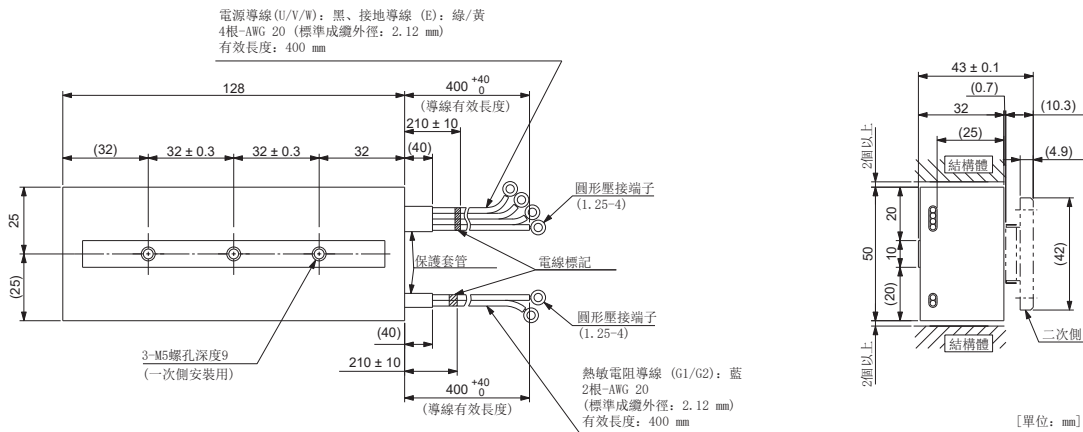 電源導線(U/V/W): 黑、接地導線 (E): 綠/黃
4根-AWG 20 (標準成纜外徑: 2.12 mm)
有效長度: 400 mm
128
400 +40 0
(導線有效長度)
210 ± 10
(32)
32 ± 0.3
32 ± 0.3
32
(40)
25
(25)
圓形壓接端子
(1.25-4)
保護套管
電線標記
圓形壓接端子
(1.25-4)
(40)
210 ± 10
400 +40 0
(導線有效長度)
3-M5螺孔深度9
(一次側安裝用)
熱敏電阻導線 (G1/G2): 藍
2根-AWG 20
(標準成纜外徑: 2.12 mm)
有效長度: 400 mm
43 ± 0.1
(0.7)
32
(10.3)
(25)
(4.9)
2個以上
結構體
20
50
10
(20)
(42)
2個以上
結構體
二次側
[單位: mm]